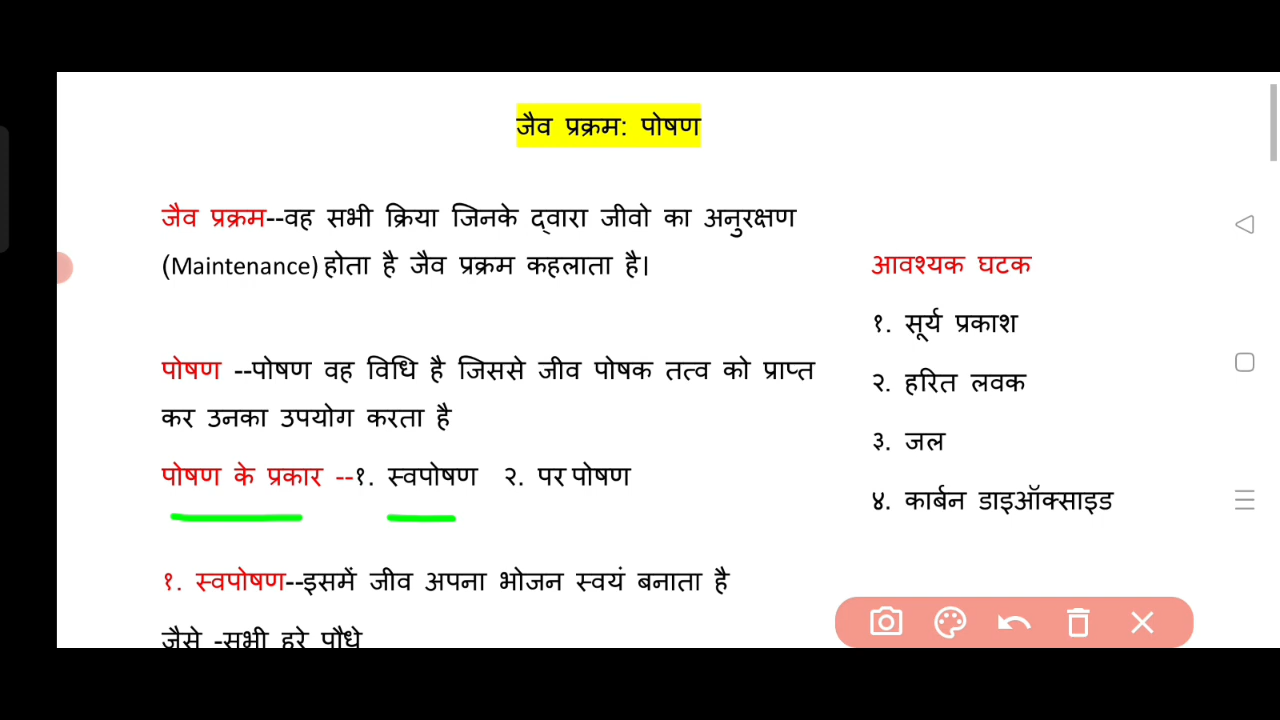 जैव प्रक्रम: पोषण
जैव प्रक्रम--वह सभी क्रिया जिनके द्वारा जीवो का अनुरक्षण
(Maintenance) होता है जैव प्रक्रम कहलाता है।
पोषण --पोषण वह विधि है जिससे जीव पोषक तत्व को प्राप्त
कर उनका उपयोग करता है
पोषण के प्रकार --१. स्वपोषण २. पर पोषण
१. स्वपोषण--इसमें जीव अपना भोजन स्वयं बनाता है
जैसे -सभी हरे पौधे
आवश्यक घटक
१. सूर्य प्रकाश
२. हरित लवक
३. जल
४. कार्बन डाइऑक्साइड